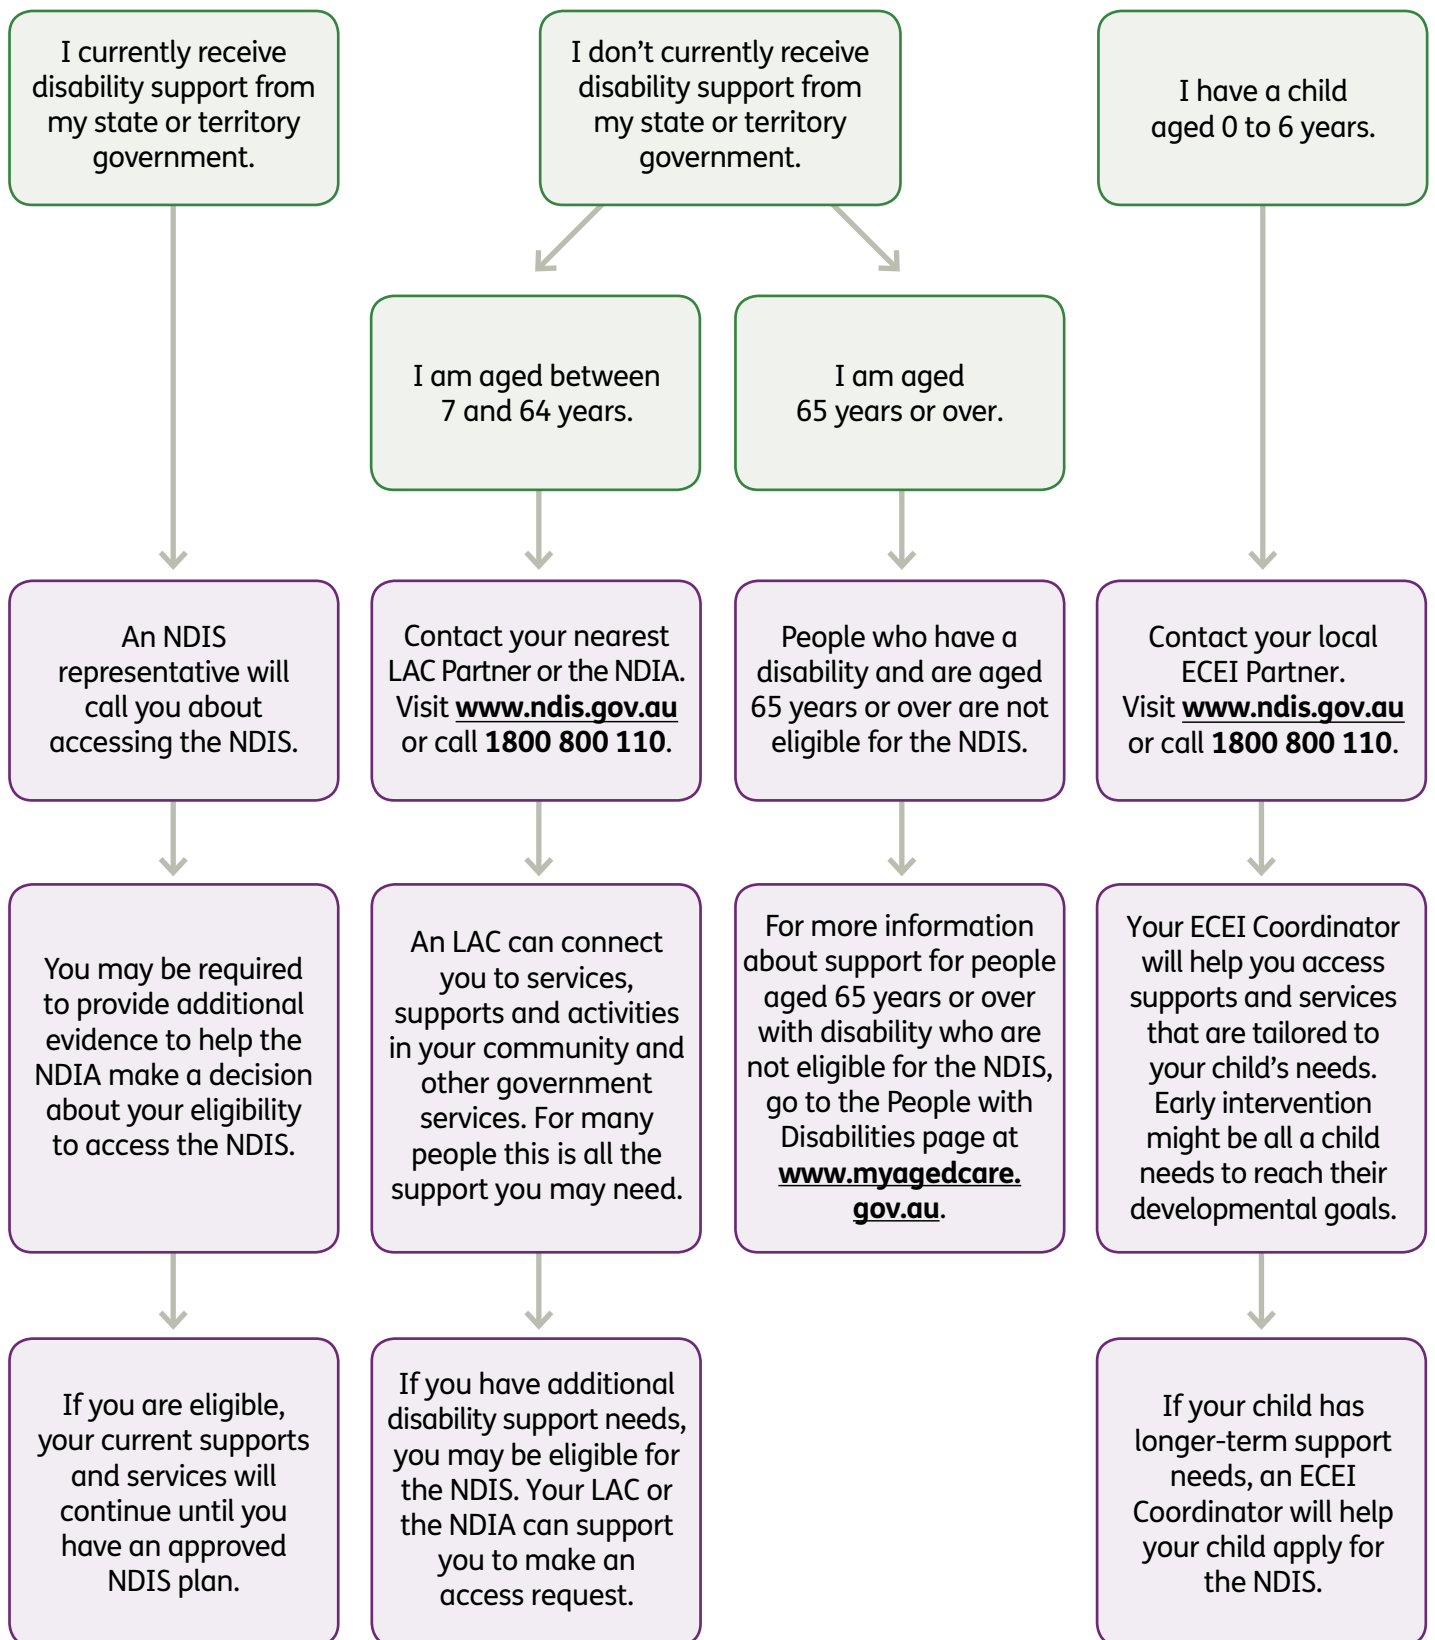 I currently receive
disability support from
my state or territory
government.
I don’t currently receive
disability support from
my state or territory
government.
I have a child
aged 0 to 6 years.
I am aged between
7 and 64 years.
I am aged
65 years or over.
An NDIS
representative will
call you about
accessing the NDIS.
Contact your nearest
LAC Partner or the NDIA.
Visit www.ndis.gov.au
or call 1800 800 110.
People who have a
disability and are aged
65 years or over are not
eligible for the NDIS.
Contact your local
ECEI Partner.
Visit www.ndis.gov.au
or call 1800 800 110.
You may be required
to provide additional
evidence to help the
NDIA make a decision
about your eligibility
to access the NDIS.
An LAC can connect
you to services,
supports and activities
in your community and
other government
services. For many
people this is all the
support you may need.
For more information
about support for people
aged 65 years or over
with disability who are
not eligible for the NDIS,
go to the People with
Disabilities page at
www.myagedcare.
gov.au.
Your ECEI Coordinator
will help you access
supports and services
that are tailored to
your child’s needs.
Early intervention
might be all a child
needs to reach their
developmental goals.
If you are eligible,
your current supports
and services will
continue until you
have an approved
NDIS plan.
If you have additional
disability support needs,
you may be eligible for
the NDIS. Your LAC or
the NDIA can support
you to make an
access request.
If your child has
longer-term support
needs, an ECEI
Coordinator will help
your child apply for
the NDIS.